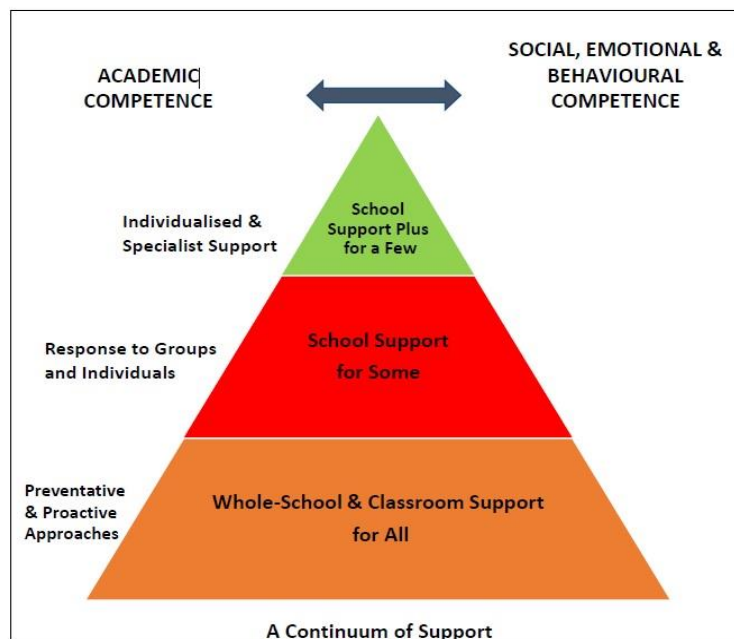 ACADEMIC
COMPETENCE
SOCIAL, EMOTIONAL &
BEHAVIOURAL
COMPETENCE
Individualised &
Specialist Support
School
Support Plus
for a Few
Response to Groups
and Individuals
School Support
for Some
Preventative
& Proactive
Approaches
Whole-School & Classroom Support
for All
A Continuum of Support